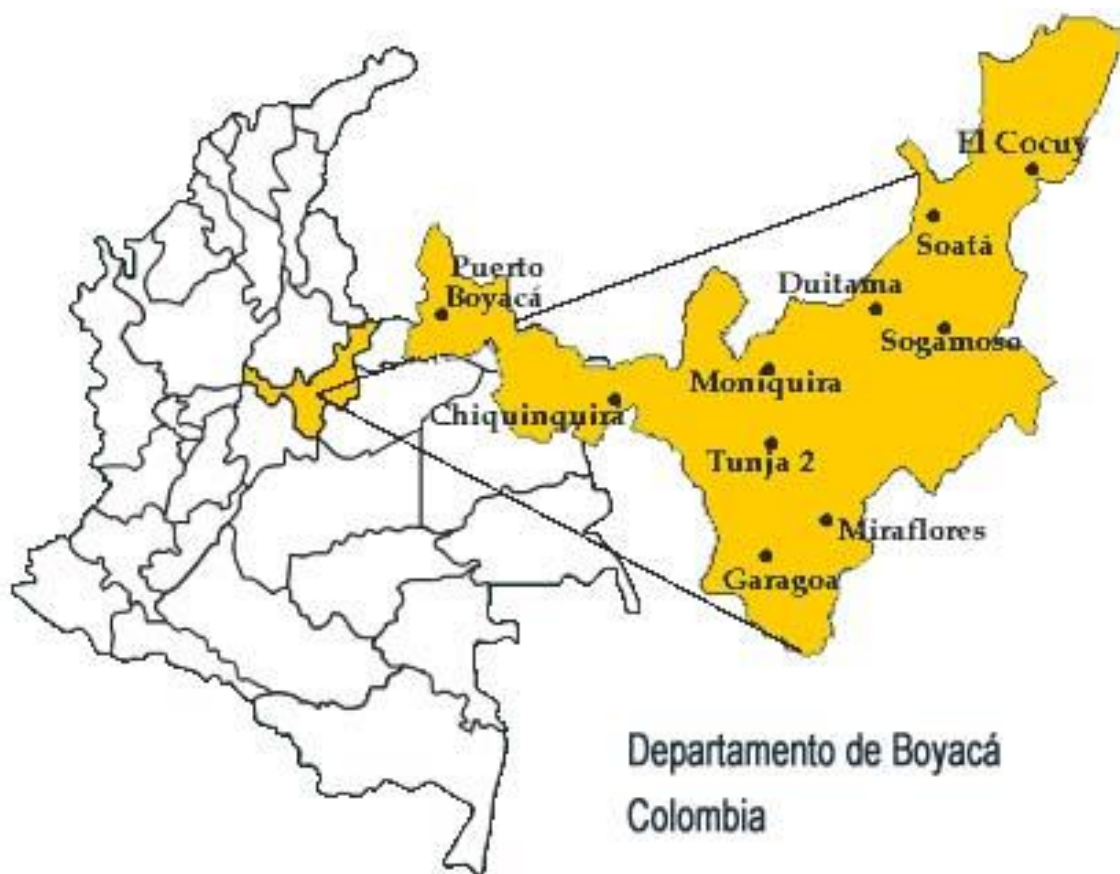 El Cocuy
Soatá
Puerto
Boyacá
Duitama
Sogamoso
Moniquira
Chiquinquira
Tunja 2
Miraflores
Garagoa
Departamento de Boyacá
Colombia